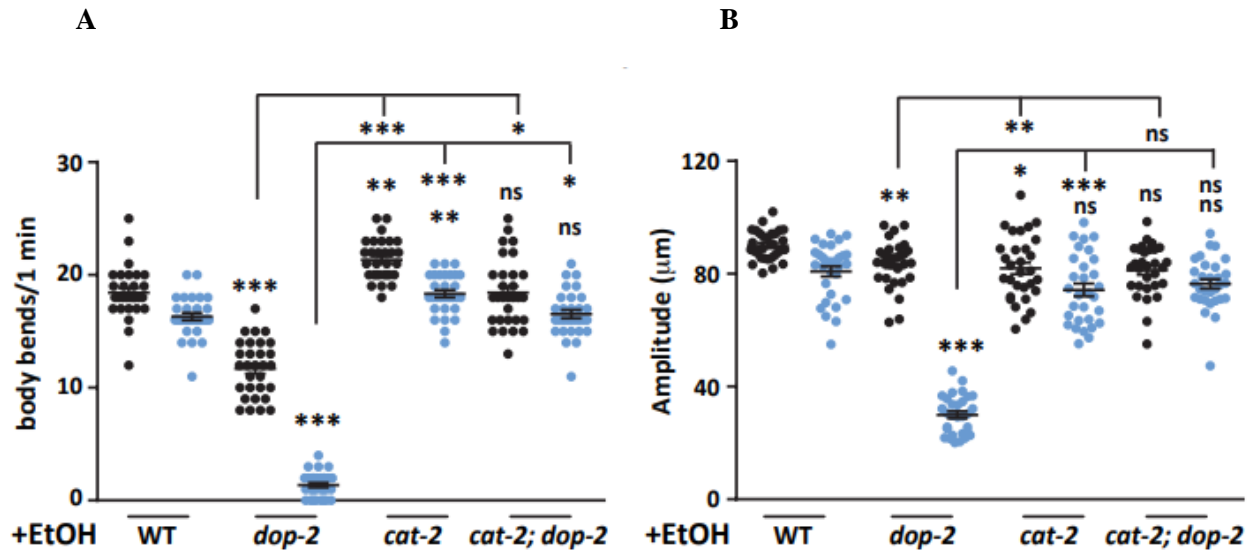 A
B
*** *
30
20
10
0
body bends/1 min
***
***
** *** ns *
** ns
+EtOH WT dop-2 cat-2 cat-2; dop-2
** ns
120
80
40
0
Amplitude (μm)
**
***
* *** ns ns
ns ns
+EtOH WT dop-2 cat-2 cat-2; dop-2